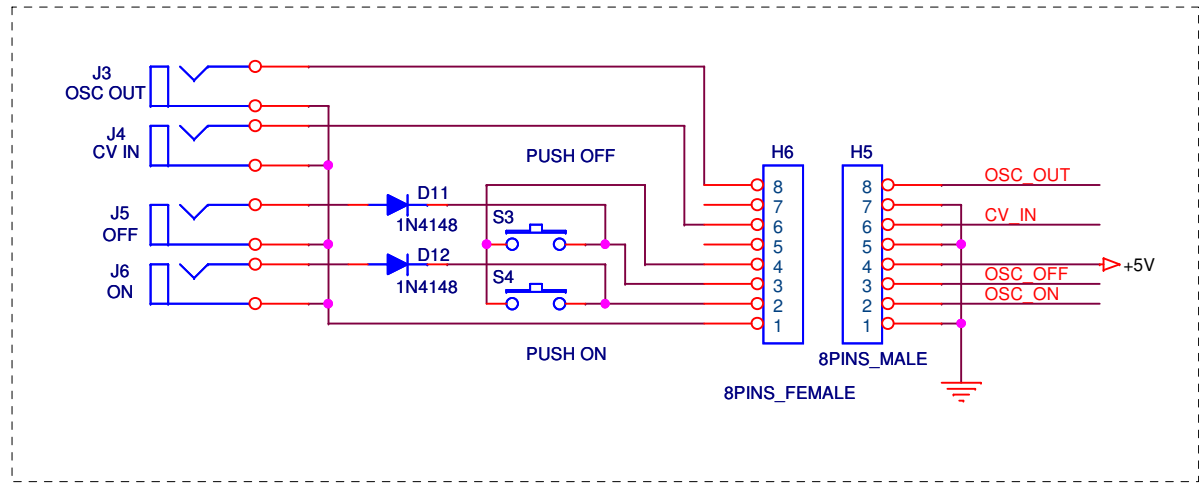 J3
OSC OUT
J4
CV IN
J5
OFF
J6
ON
D11
1N4148
D12
1N4148
PUSH OFF
S3
S4
PUSH ON
H6
8
7
6
5
4
3
2
1
8PINS_FEMALE
H5
8
7
6
5
4
3
2
1
8PINS_MALE
OSC_OUT
CV_IN
+5V
OSC_OFF
OSC_ON